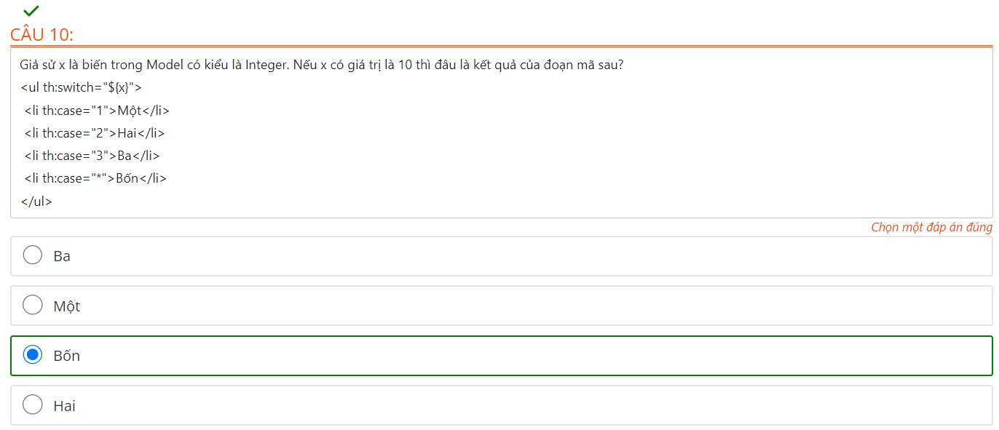 CÂU 10:
Giả sử x là biến trong Model có kiểu là Integer. Nếu x có giá trị là 10 thì đâu là kết quả của đoạn mã sau?
<ul th:switch="${x}">
<li th:case="1">Một</li>
<li th:case="2">Hai</li>
<li th:case="3">Ba</li>
<li th:case="*">Bốn</li>
</ul>
Chọn một đáp án đúng
Ba
Một
Bốn
Hai